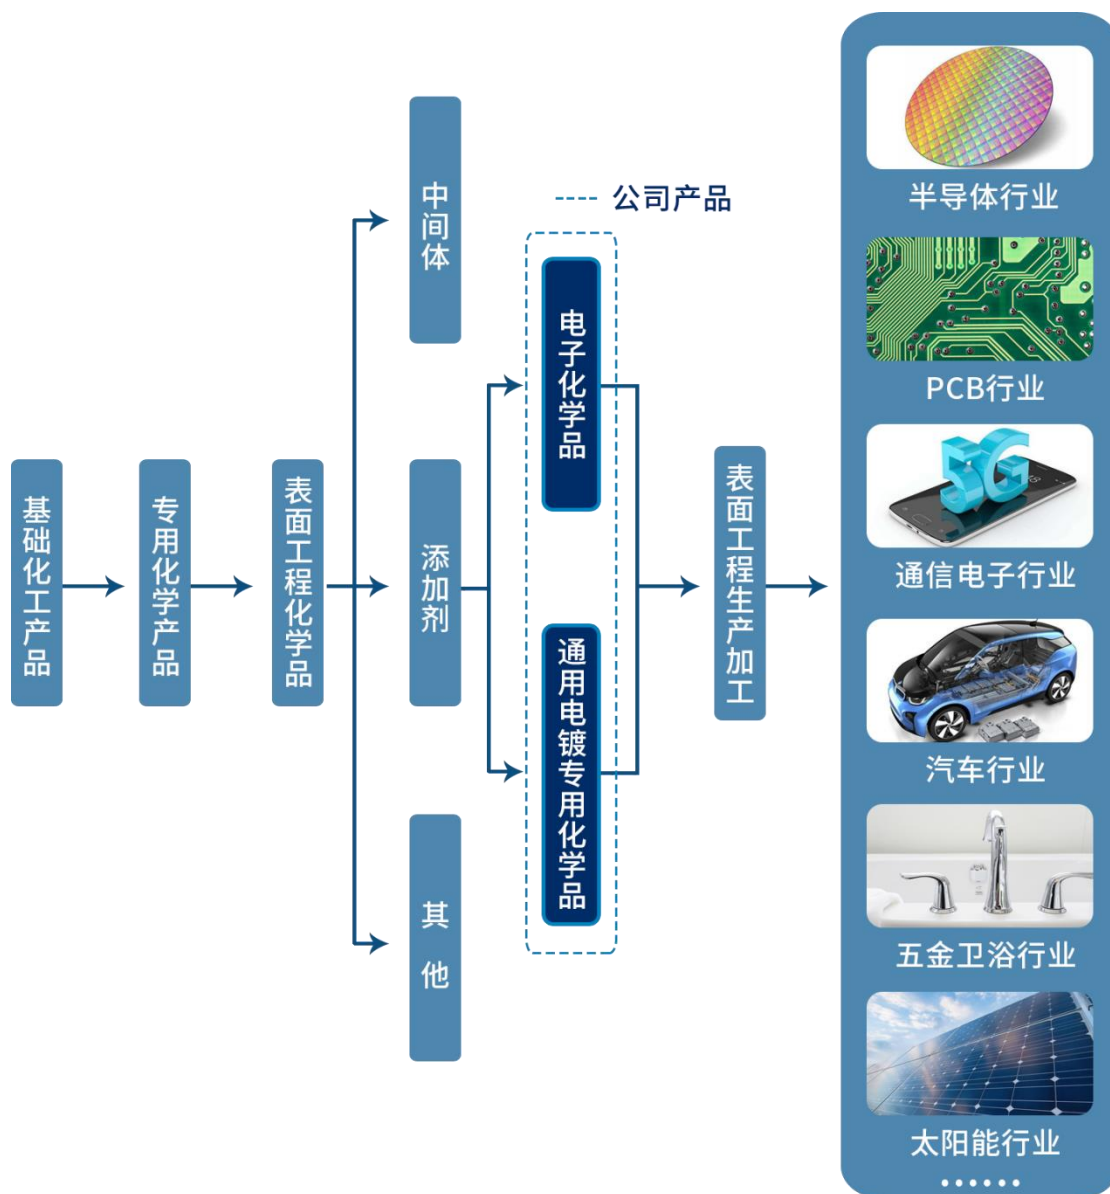 基础化工产品
专用化学产品
表面工程化学品
中间体
添加剂
其他
公司产品
电子化学品
通用电镀专用化学品
表面工程生产加工
半导体行业
PCB行业
5G
通信电子行业
汽车行业
五金卫浴行业
太阳能行业
······